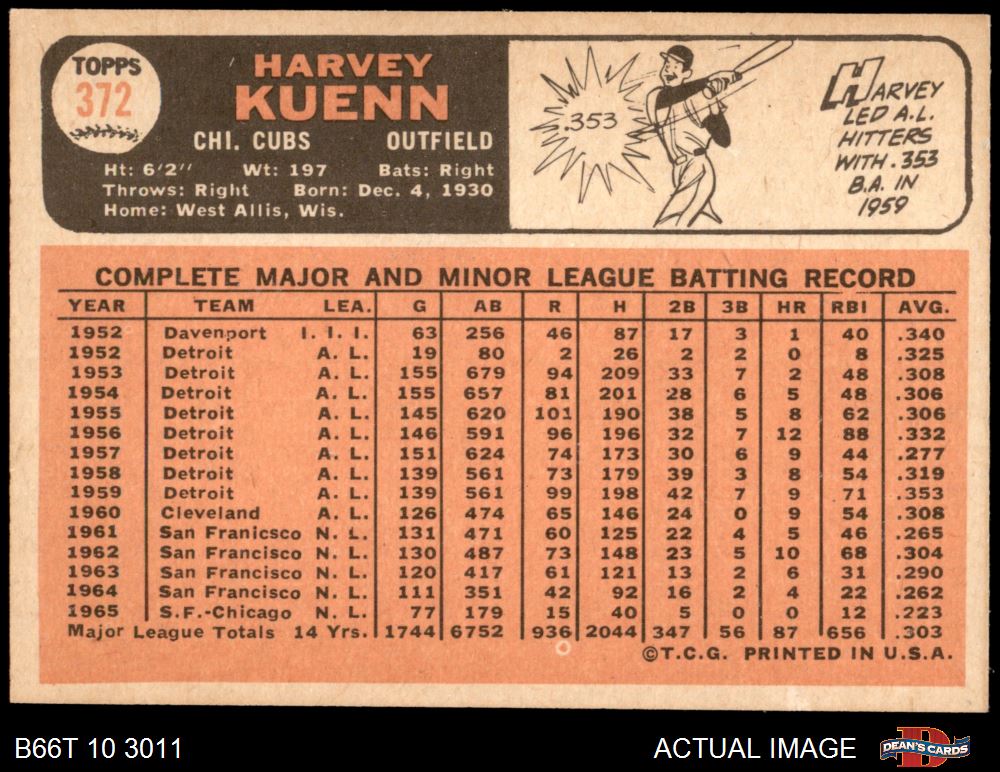 TOPPS
372
HARVEY
KUENN
CHI. CUBS OUTFIELD
Ht: 6'2" Wt: 197 Bats: Right
Throws: Right Born: Dec. 4, 1930
Home: West Allis, Wis.
.353
HARVEY
LED A.L.
HITTERS
WITH .353
B.A. IN
1959
COMPLETE MAJOR AND MINOR LEAGUE BATTING RECORD
YEAR TEAM LEA. G AB R H 2B 3B HR RBI AVG.
1952 Davenport I. I. I. 63 256 46 87 17 3 1 40 .340
1952 Detroit A. L. 19 80 2 26 2 2 0 8 .325
1953 Detroit A. L. 155 679 94 209 33 7 2 48 .308
1954 Detroit A. L. 155 657 81 201 28 6 5 48 .306
1955 Detroit A. L. 145 620 101 190 38 5 8 62 .306
1956 Detroit A. L. 146 591 96 196 32 7 12 88 .332
1957 Detroit A. L. 151 624 74 173 30 6 9 44 .277
1958 Detroit A. L. 139 561 73 179 39 3 8 54 .319
1959 Detroit A. L. 139 561 99 198 42 7 9 71 .353
1960 Cleveland A. L. 126 474 65 146 24 0 9 54 .308
1961 San Franicsco N. L. 131 471 60 125 22 4 5 46 .265
1962 San Francisco N. L. 130 487 73 148 23 5 10 68 .304
1963 San Francisco N. L. 120 417 61 121 13 2 6 31 .290
1964 San Francisco N. L. 111 351 42 92 16 2 4 22 .262
1965 S.F.-Chicago N. L. 77 179 15 40 5 0 0 12 .223
Major League Totals 14 Yrs. 1744 6752 936 2044 347 56 87 656 .303
©T.C.G. PRINTED IN U.S.A.
B66T 10 3011 ACTUAL IMAGE D DEAN'S CARDS